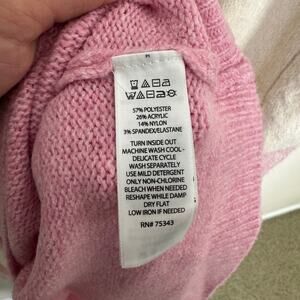 M
57% POLYESTER
26% ACRYLIC
14% NYLON
3% SPANDEX/ELASTANE
TURN INSIDE OUT
MACHINE WASH COOL -
DELICATE CYCLE
WASH SEPARATELY
USE MILD DETERGENT
ONLY NON-CHLORINE
BLEACH WHEN NEEDED
RESHAPE WHILE DAMP
DRY FLAT
LOW IRON IF NEEDED
RN# 75343